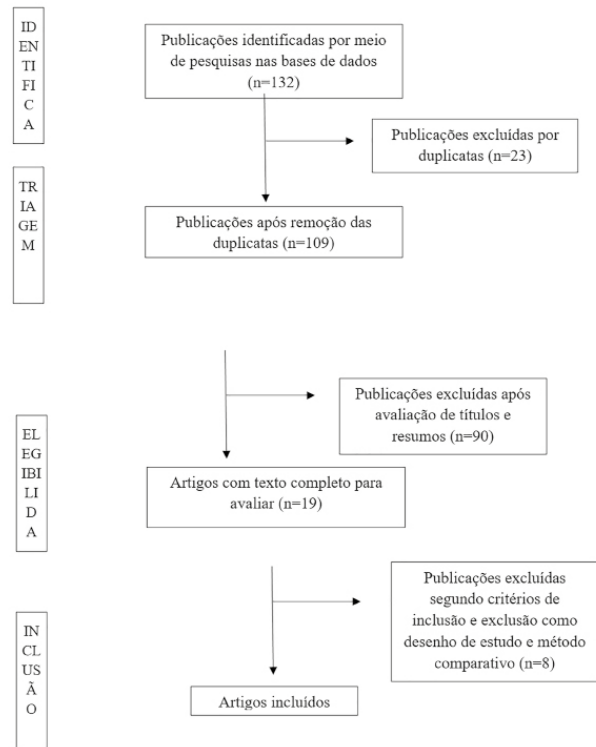 ID
EN
TI
FI
C
A
Publicações identificadas por meio
de pesquisas nas bases de dados
(n=132)
Publicações excluídas por
duplicatas (n=23)
TR
IA
GE
M
Publicações após remoção das
duplicatas (n=109)
Publicações excluídas após
avaliação de títulos e
resumos (n=90)
EL
EG
IBI
LI
D
A
Artigos com texto completo para
avaliar (n=19)
Publicações excluídas
segundo critérios de
inclusão e exclusão como
desenho de estudo e método
comparativo (n=8)
IN
CL
US
Ã
O
Artigos incluídos